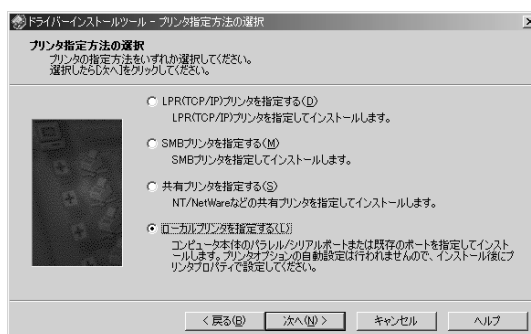 ドライバーインストールツール - プリンタ指定方法の選択
プリンタ指定方法の選択
プリンタの指定方法をいずれか選択してください。
選択したら[次へ]をクリックしてください。
LPR(TCP/IP)プリンタを指定する(D)
LPR(TCP/IP)プリンタを指定してインストールします。
SMBプリンタを指定する(M)
SMBプリンタを指定してインストールします。
共有プリンタを指定する(S)
NT/NetWareなどの共有プリンタを指定してインストールします。
ローカルプリンタを指定する(L)
コンピュータ本体のパラレル/シリアルポートまたは既存のポートを指定してインスト
ールします。プリンタオプションの自動設定は行われませんので、インストール後にプ
リンタプロパティで設定してください。
< 戻る(B) 次へ(N) > キャンセル ヘルプ